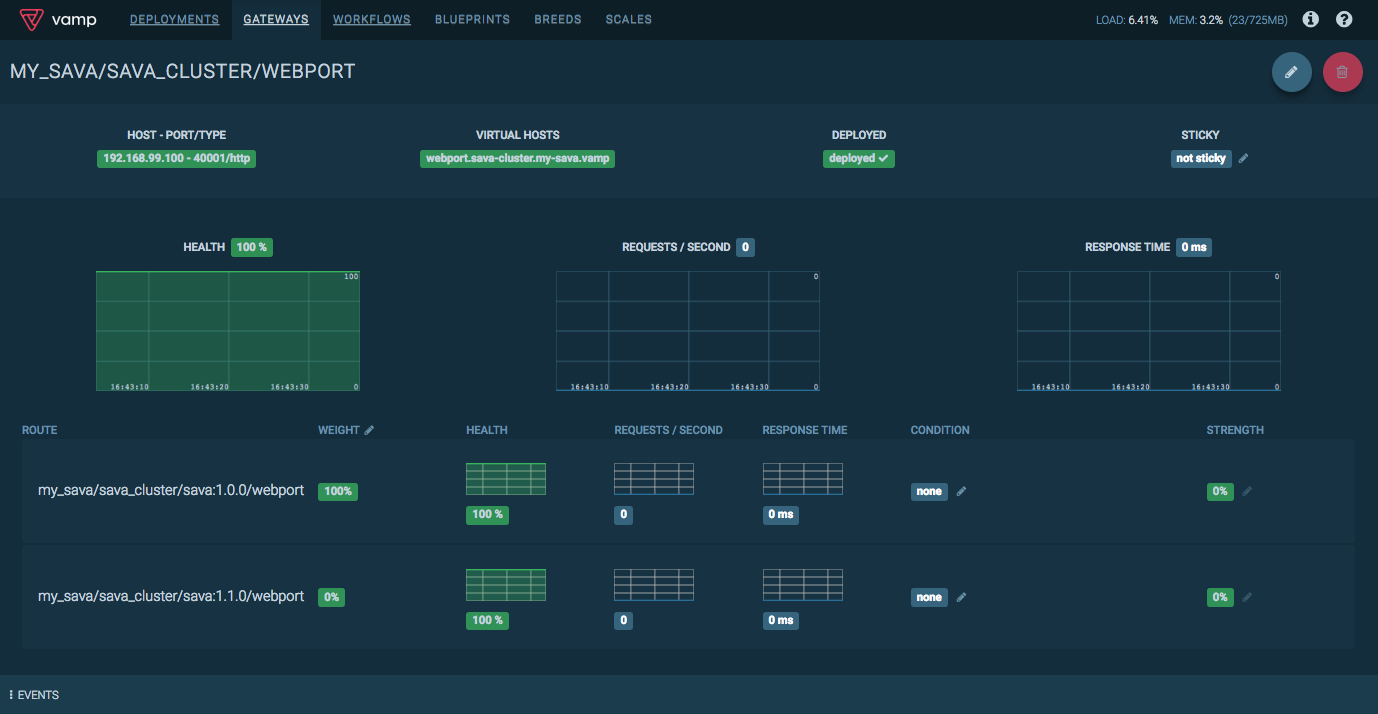 vamp DEPLOYMENTS GATEWAYS WORKFLOWS BLUEPRINTS BREEDS SCALES LOAD: 6.41% MEM: 3.2% (23/725MB)
MY_SAVA/SAVA_CLUSTER/WEBPORT
HOST - PORT/TYPE VIRTUAL HOSTS DEPLOYED STICKY
192.168.99.100 - 40001/http webport.sava-cluster.my-sava.vamp deployed not sticky
HEALTH 100 % REQUESTS / SECOND 0 RESPONSE TIME 0 ms
100 0 0
16:43:10 16:43:20 16:43:30 0 16:43:10 16:43:20 16:43:30 0 16:43:10 16:43:20 16:43:30 0
ROUTE WEIGHT HEALTH REQUESTS / SECOND RESPONSE TIME CONDITION STRENGTH
my_sava/sava_cluster/sava:1.0.0/webport 100% none 0%
100 % 0 0 ms
my_sava/sava_cluster/sava:1.1.0/webport 0% none 0%
100 % 0 0 ms
EVENTS